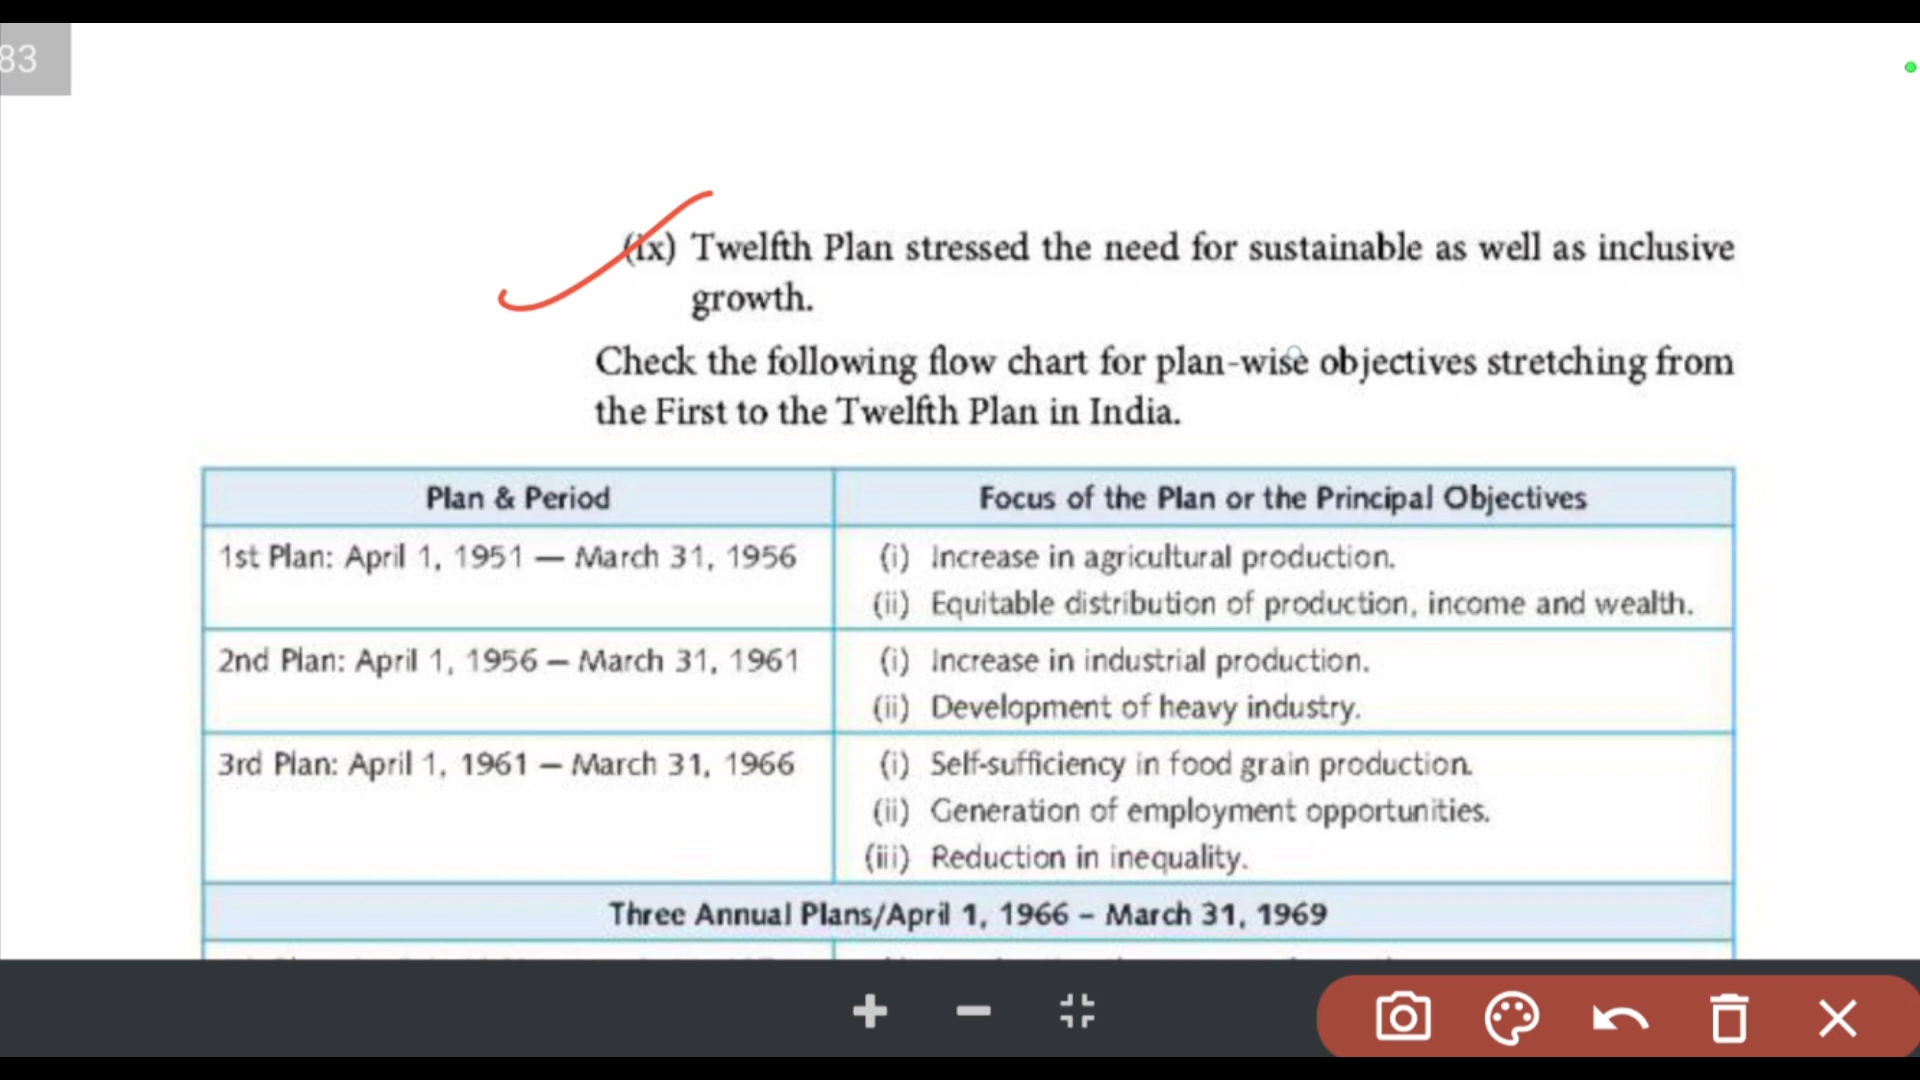 83
(ix) Twelfth Plan stressed the need for sustainable as well as inclusive
growth.
Check the following flow chart for plan-wise objectives stretching from
the First to the Twelfth Plan in India.
Plan & Period
Focus of the Plan or the Principal Objectives
1st Plan: April 1, 1951 — March 31, 1956
(i) Increase in agricultural production.
(ii) Equitable distribution of production, income and wealth.
2nd Plan: April 1, 1956 – March 31, 1961
(i) Increase in industrial production.
(ii) Development of heavy industry.
3rd Plan: April 1, 1961 – March 31, 1966
(i) Self-sufficiency in food grain production.
(ii) Generation of employment opportunities.
(iii) Reduction in inequality.
Three Annual Plans/April 1, 1966 – March 31, 1969